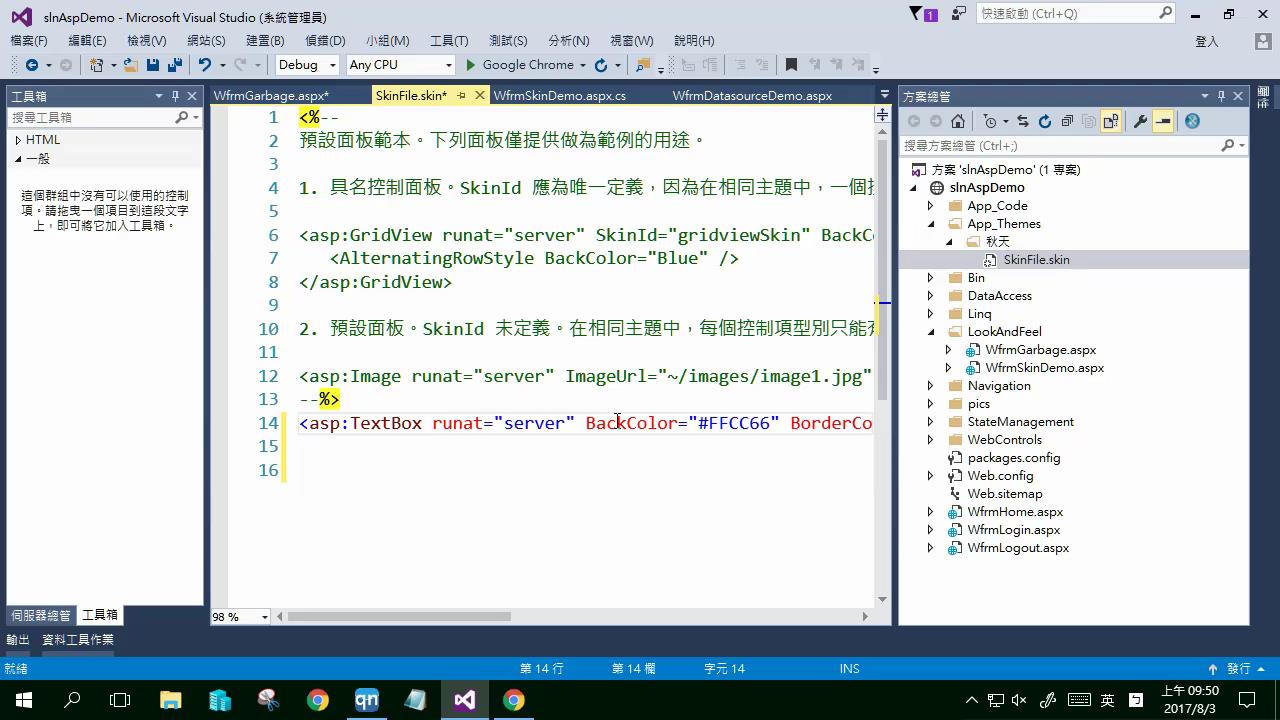 slnAspDemo - Microsoft Visual Studio (系統管理員)
1
快速啟動 (Ctrl+Q)
檔案(F) 編輯(E) 檢視(V) 網站(S) 建置(B) 偵錯(D) 小組(M) 工具(T) 測試(S) 分析(N) 視窗(W) 說明(H)
登入
Debug Any CPU Google Chrome
工具箱
搜尋工具箱
HTML
一般
這個群組中沒有可以使用的控制
項。請拖曳一個項目到這段文字
上，即可將它加入工具箱。
伺服器總管 工具箱
WfrmGarbage.aspx* SkinFile.skin* WfrmSkinDemo.aspx.cs WfrmDatasourceDemo.aspx
1 <%--
2 預設面板範本。下列面板僅提供做為範例的用途。
3
4 1. 具名控制面板。SkinId 應為唯一定義，因為在相同主題中，一個
5
6 <asp:GridView runat="server" SkinId="gridviewSkin" BackCo
7 <AlternatingRowStyle BackColor="Blue" />
8 </asp:GridView>
9
10 2. 預設面板。SkinId 未定義。在相同主題中，每個控制項型別只能
11
12 <asp:Image runat="server" ImageUrl="~/images/image1.jpg"
13 --%>
14 <asp:TextBox runat="server" BackColor="#FFCC66" BorderCo
15
16
98 %
方案總管
搜尋方案總管 (Ctrl+;)
方案 'slnAspDemo' (1 專案)
slnAspDemo
App_Code
App_Themes
秋天
SkinFile.skin
Bin
DataAccess
Linq
LookAndFeel
WfrmGarbage.aspx
WfrmSkinDemo.aspx
Navigation
pics
StateManagement
WebControls
packages.config
Web.config
Web.sitemap
WfrmHome.aspx
WfrmLogin.aspx
WfrmLogout.aspx
輸出 資料工具作業
就緒 第 14 行 第 14 欄 字元 14 INS 發行
qn
英
上午 09:50
2017/8/3